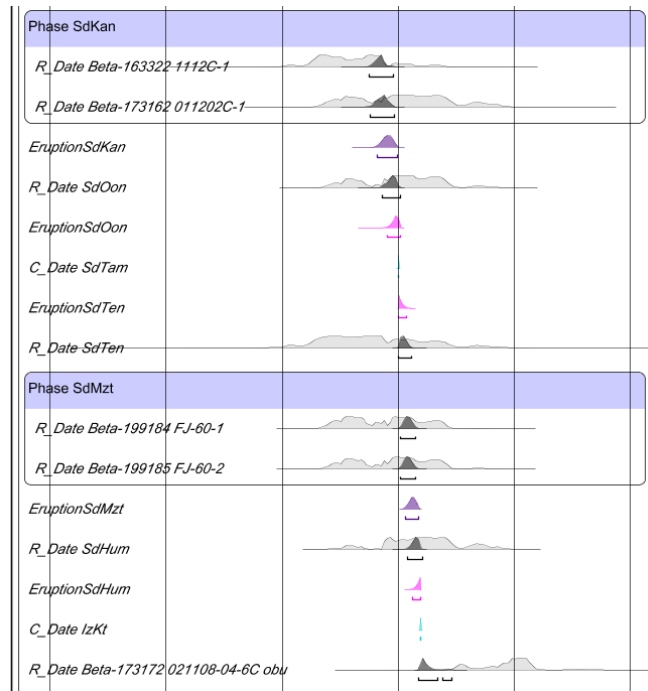 Phase SdKan
R_Date Beta-163322 1112C-1
R_Date Beta-173162 011202C-1
EruptionSdKan
R_Date SdOon
EruptionSdOon
C_Date SdTam
EruptionSdTen
R_Date SdTen
Phase SdMzt
R_Date Beta-199184 FJ-60-1
R_Date Beta-199185 FJ-60-2
EruptionSdMzt
R_Date SdHum
EruptionSdHum
C_Date IzKt
R_Date Beta-173172 021108-04-6C obu